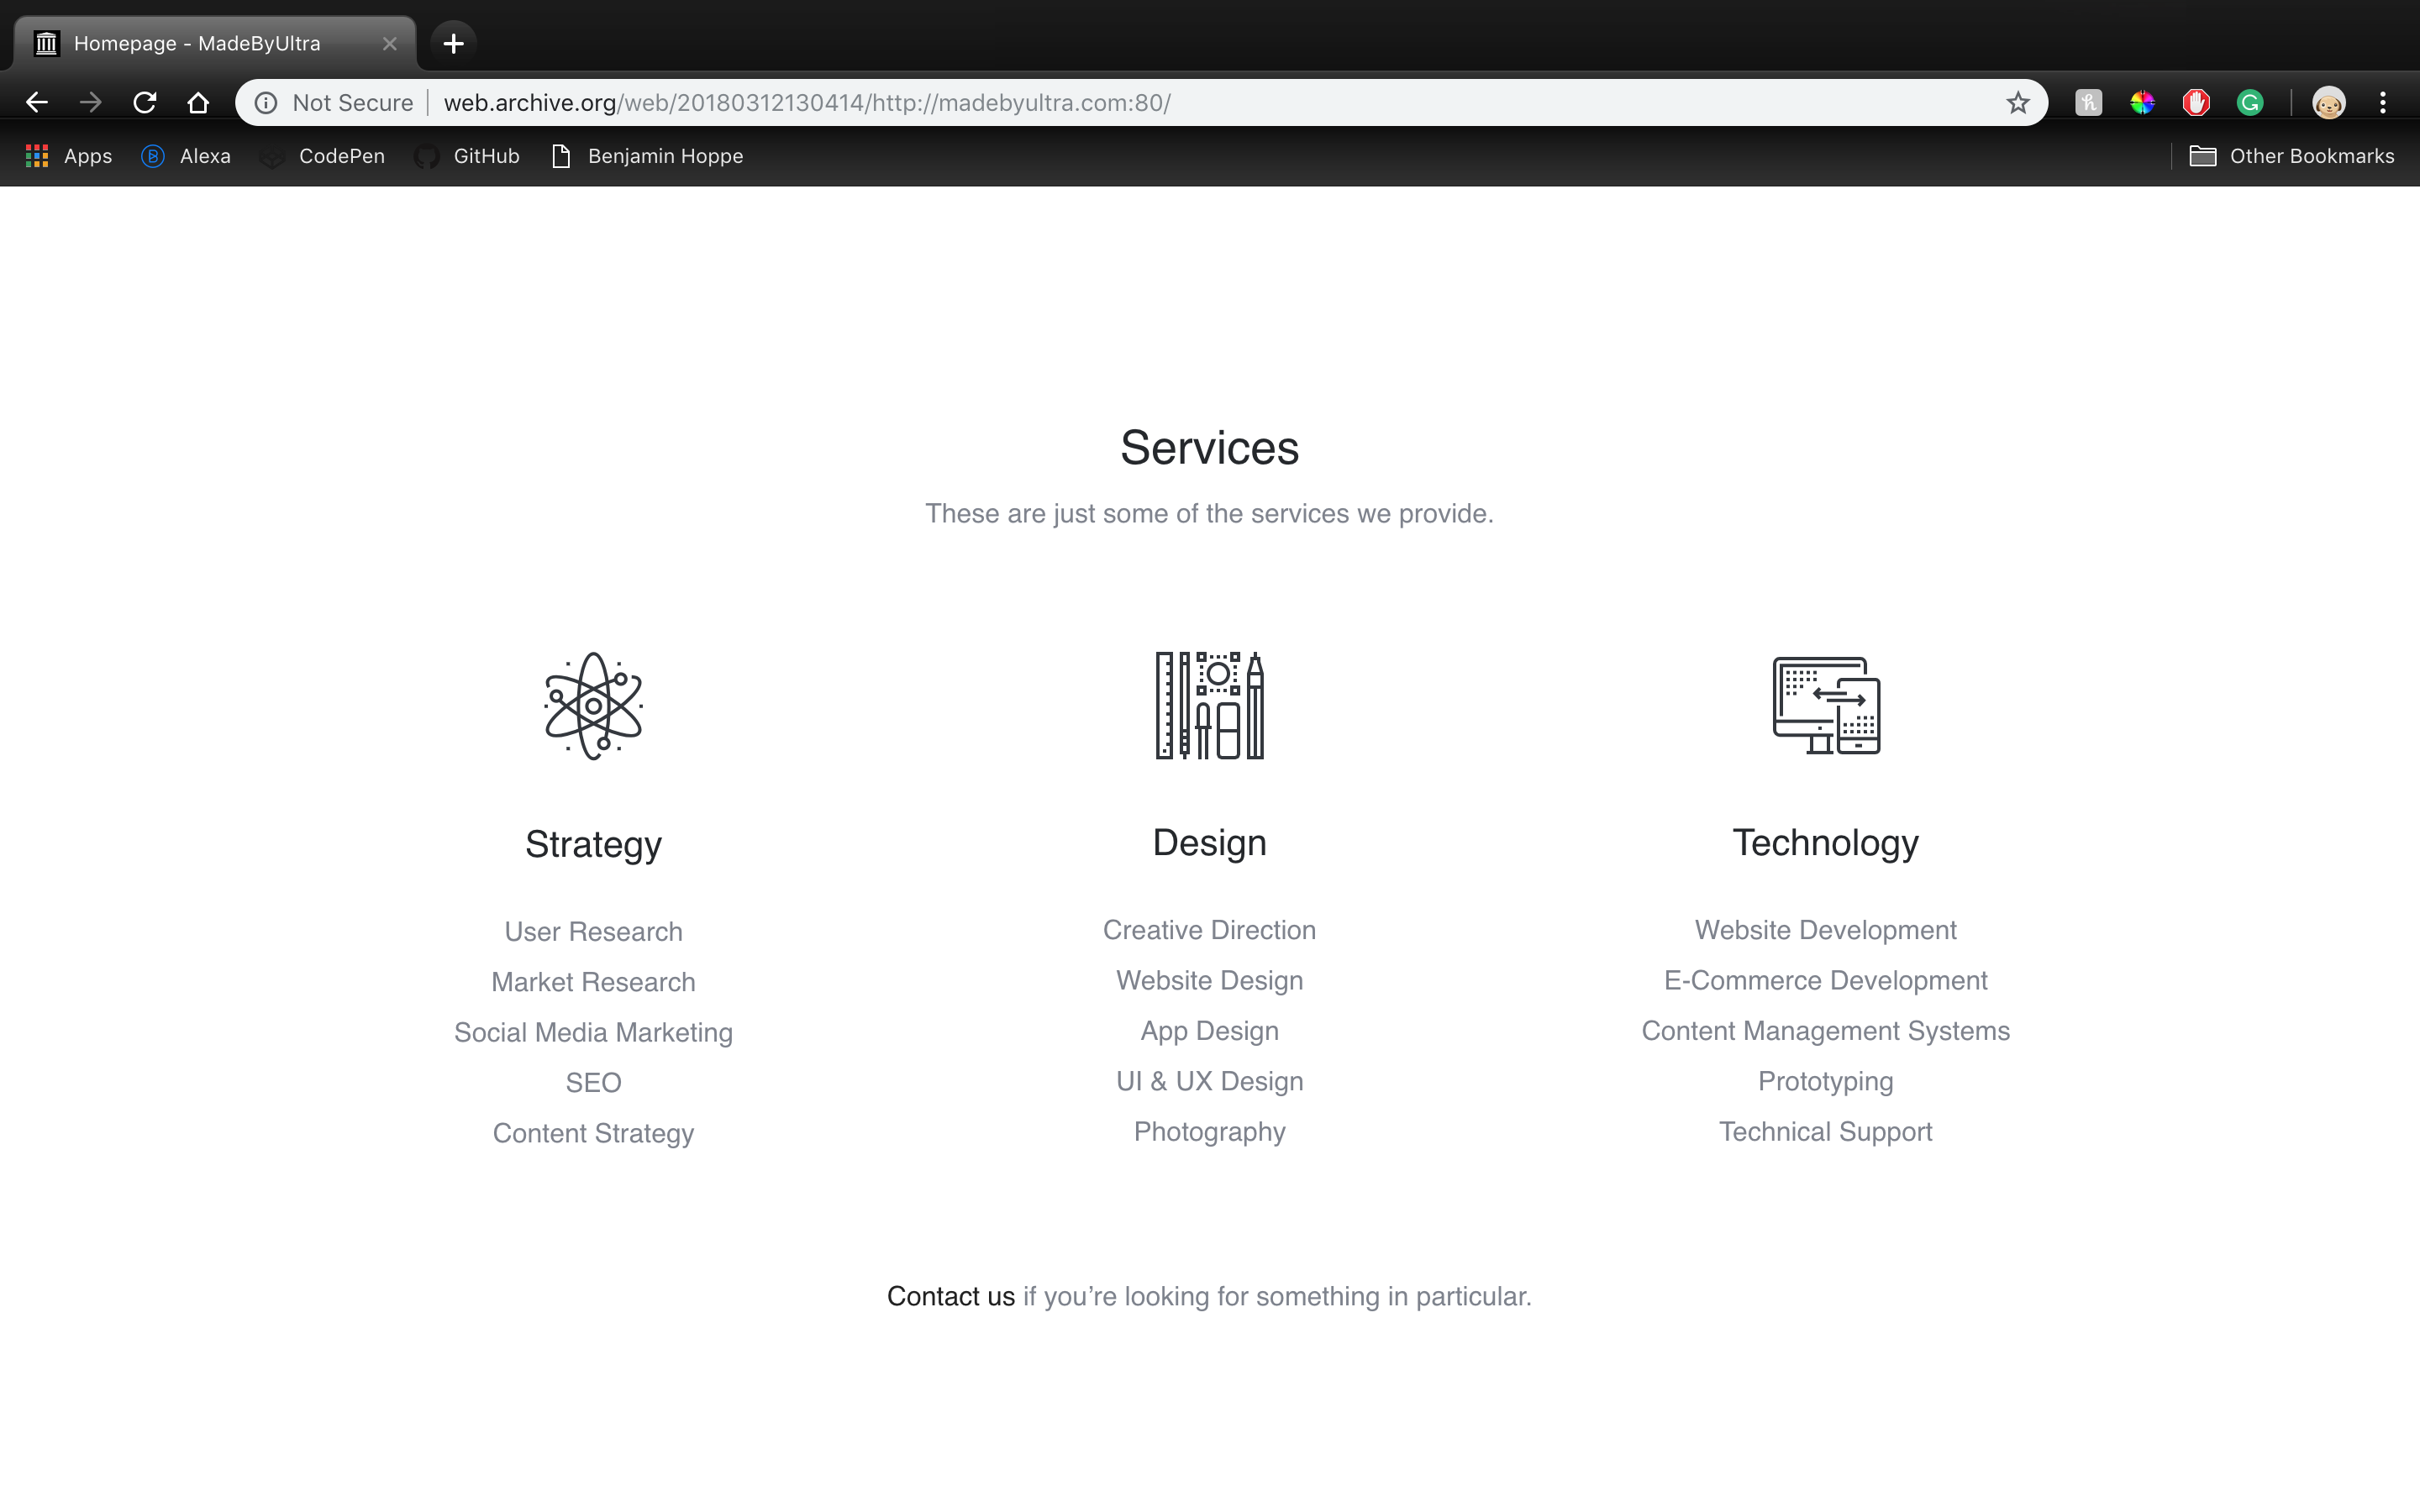 Homepage - MadeByUltra
Not Secure web.archive.org/web/20180312130414/http://madebyultra.com:80/
Apps Alexa CodePen GitHub Benjamin Hoppe Other Bookmarks
Services
These are just some of the services we provide.
Strategy
User Research
Market Research
Social Media Marketing
SEO
Content Strategy
Design
Creative Direction
Website Design
App Design
UI & UX Design
Photography
Technology
Website Development
E-Commerce Development
Content Management Systems
Prototyping
Technical Support
Contact us if you’re looking for something in particular.